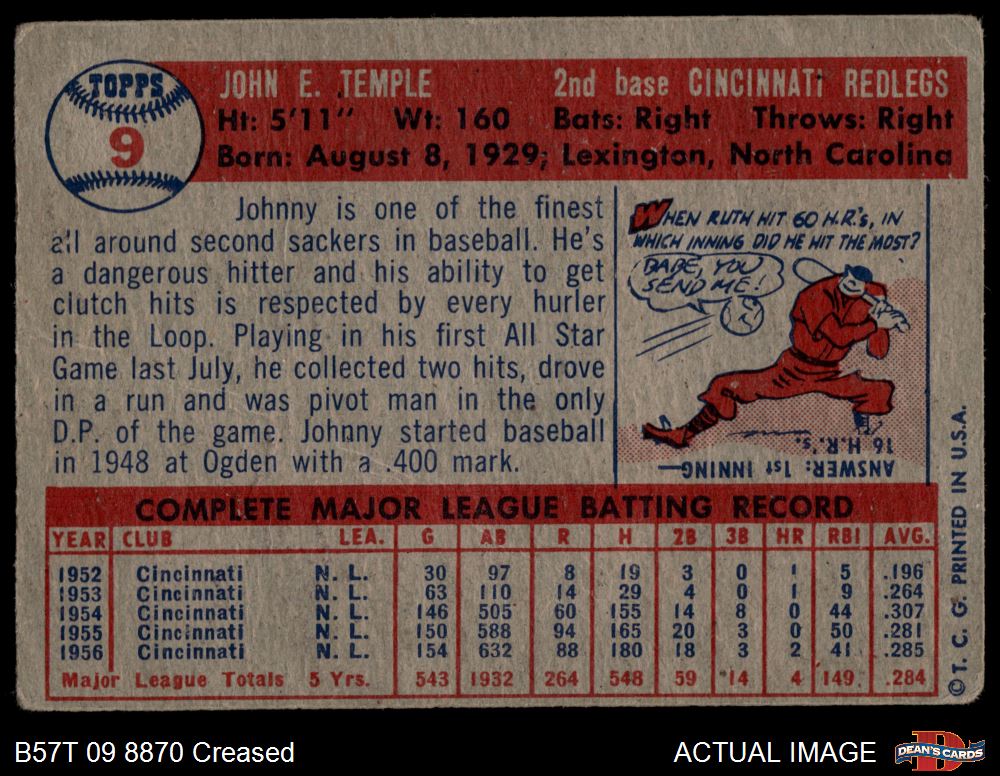 TOPPS
9
JOHN E. TEMPLE 2nd base CINCINNATi REDLEGS
Ht: 5'11" Wt: 160 Bats: Right Throws: Right
Born: August 8, 1929; Lexington, North Carolina
Johnny is one of the finest
all around second sackers in baseball. He's
a dangerous hitter and his ability to get
clutch hits is respected by every hurler
in the Loop. Playing in his first All Star
Game last July, he collected two hits, drove
in a run and was pivot man in the only
D.P. of the game. Johnny started baseball
in 1948 at Ogden with a .400 mark.
WHEN RUTH HIT 60 H.R.'s, IN
WHICH INNING DID HE HIT THE MOST?
BABE, YOU
SEND ME!
ANSWER: 1st INNING—
16 H.R.'s.
COMPLETE MAJOR LEAGUE BATTING RECORD
YEAR CLUB LEA. G AB R H 2B 3B HR RBI AVG.
1952 Cincinnati N. L. 30 97 8 19 3 0 1 5 .196
1953 Cincinnati N. L. 63 110 14 29 4 0 1 9 .264
1954 Cincinnati N. L. 146 505 60 155 14 8 0 44 .307
1955 Cincinnati N. L. 150 588 94 165 20 3 0 50 .281
1956 Cincinnati N. L. 154 632 88 180 18 3 2 41 .285
Major League Totals 5 Yrs. 543 1932 264 548 59 14 4 149 .284
© T. C. G. PRINTED IN U.S.A.
B57T 09 8870 Creased ACTUAL IMAGE
DEAN'S CARDS